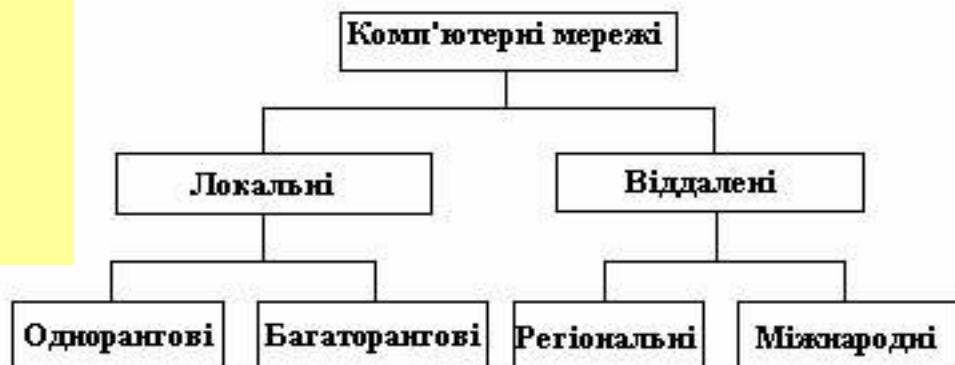 Комп'ютерні мережі
Локальні
Віддалені
Однорангові
Багаторангові
Регіональні
Міжнародні